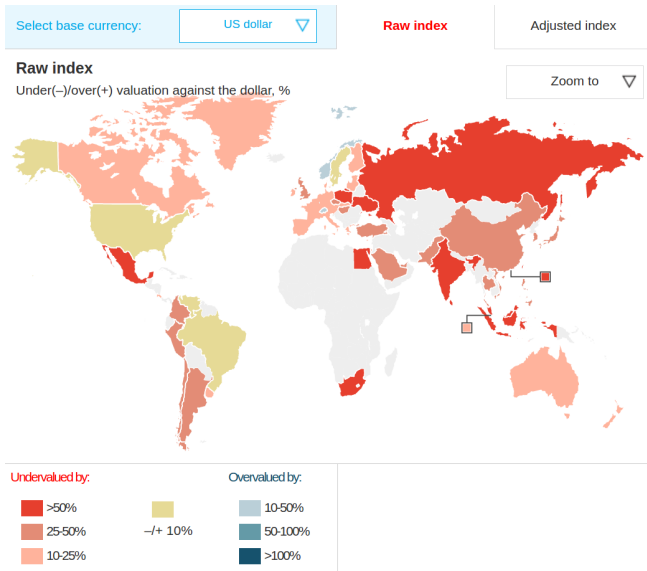 Select base currency:
US dollar
Raw index
Adjusted index
Raw index
Under(–)/over(+) valuation against the dollar, %
Zoom to
Undervalued by:
Overvalued by:
>50%
10-50%
25-50%
–/+ 10%
50-100%
10-25%
>100%